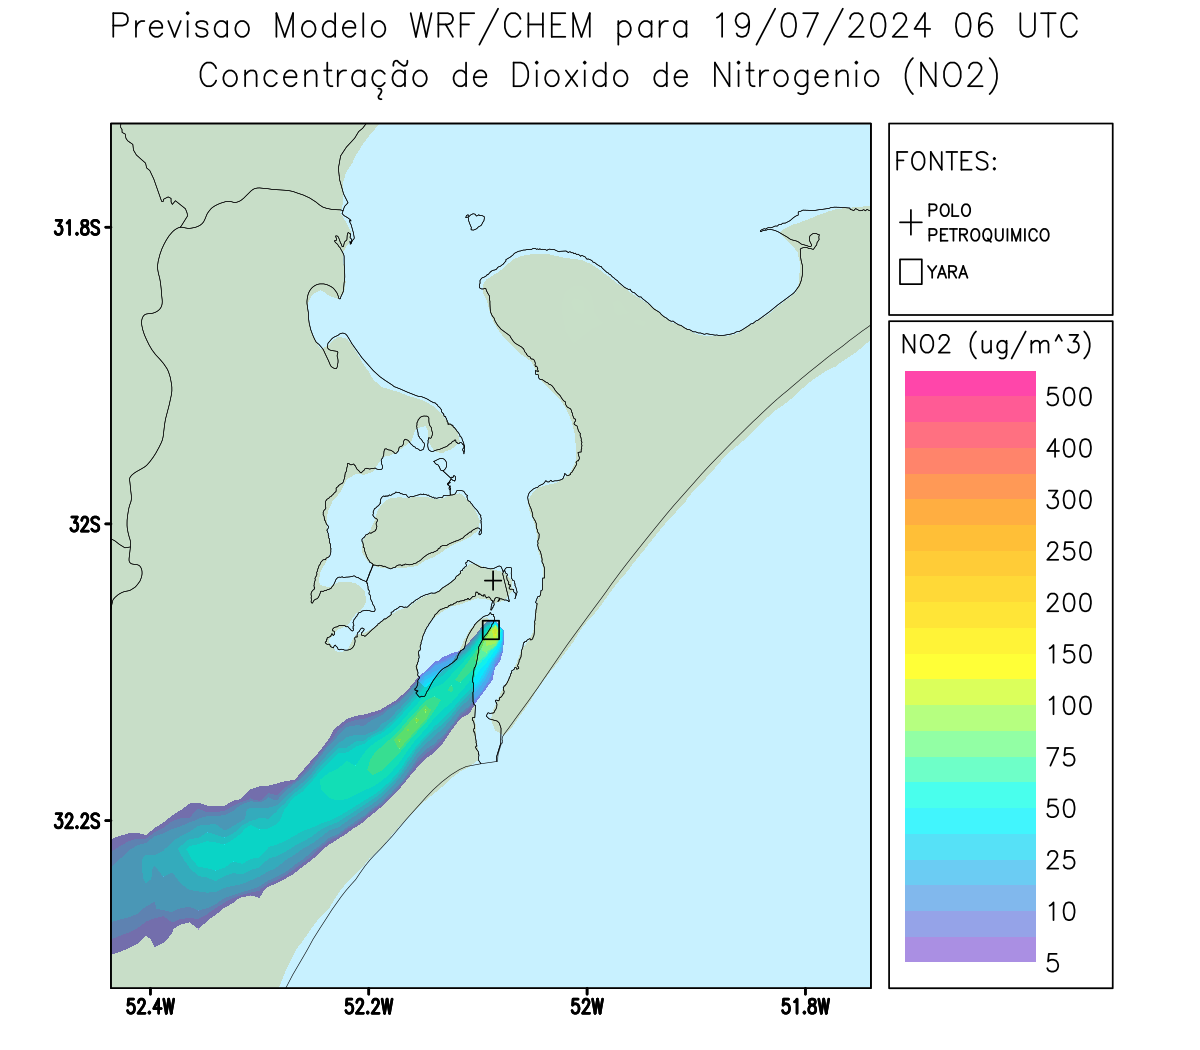 Previsao Modelo WRF/CHEM para 19/07/2024 06 UTC
Concentração de Dioxido de Nitrogenio (NO2)
FONTES:
POLO
PETROQUIMICO
YARA
NO2 (ug/m^3)
500
400
300
250
200
150
100
75
50
25
10
5
31.8S
32S
32.2S
52.4W
52.2W
52W
51.8W